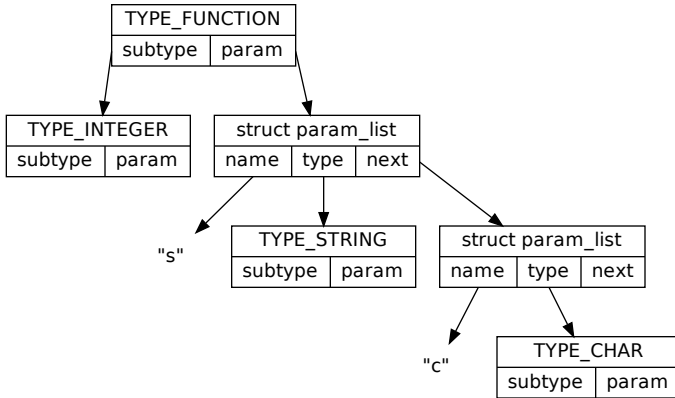 TYPE_FUNCTION
subtype param
TYPE_INTEGER
subtype param
struct param_list
name type next
"s"
TYPE_STRING
subtype param
struct param_list
name type next
"c"
TYPE_CHAR
subtype param